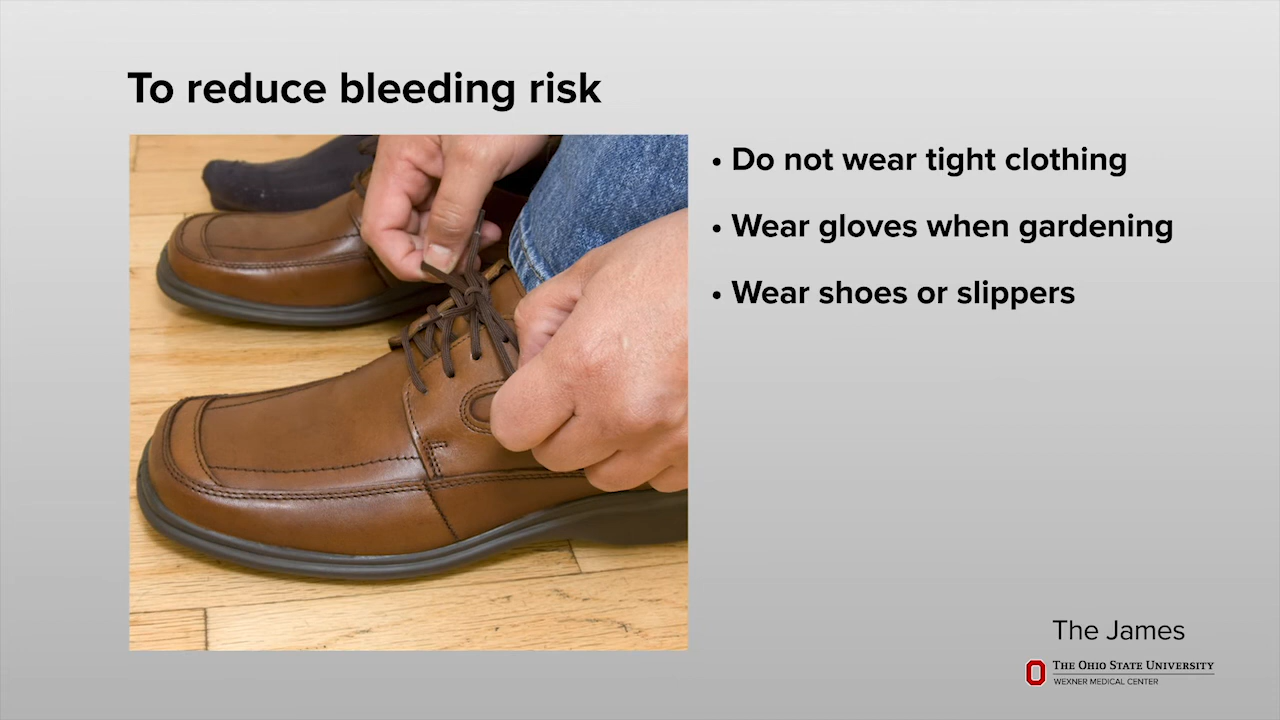 To reduce bleeding risk
• Do not wear tight clothing
• Wear gloves when gardening
• Wear shoes or slippers
The James
The Ohio State University
WEXNER MEDICAL CENTER